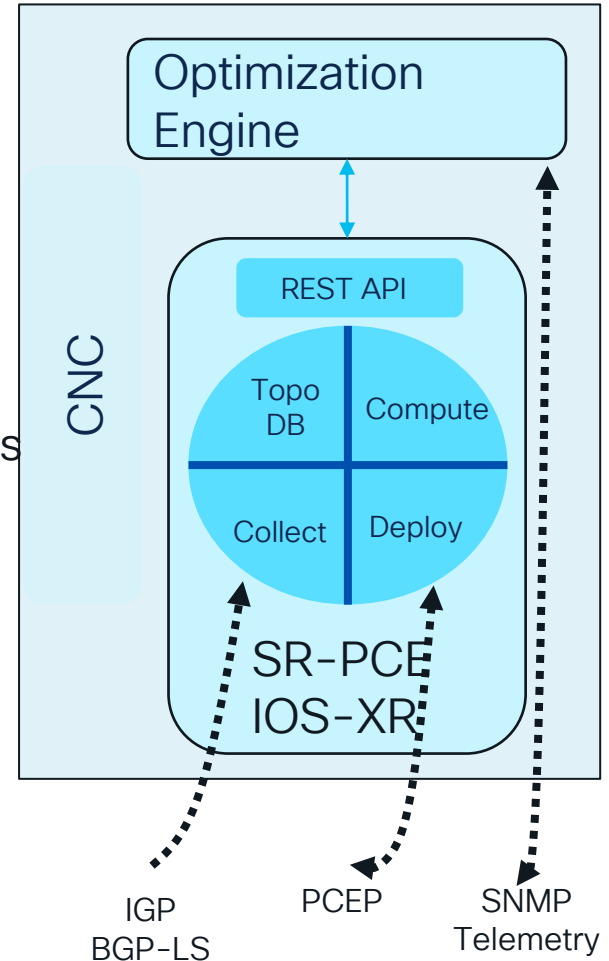 Optimization
Engine
REST API
CNC
Topo
DB
Compute
s
Collect
Deploy
SR-PCE
IOS-XR
IGP
BGP-LS
PCEP
SNMP
Telemetry